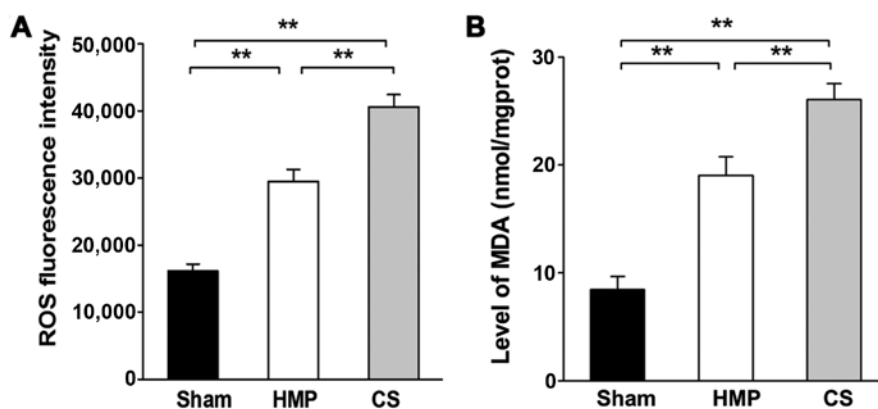 A
ROS fluorescence intensity
50,000
40,000
30,000
20,000
10,000
0
**
**
**
Sham
HMP
CS
B
Level of MDA (nmol/mgprot)
30
20
10
0
**
**
**
Sham
HMP
CS